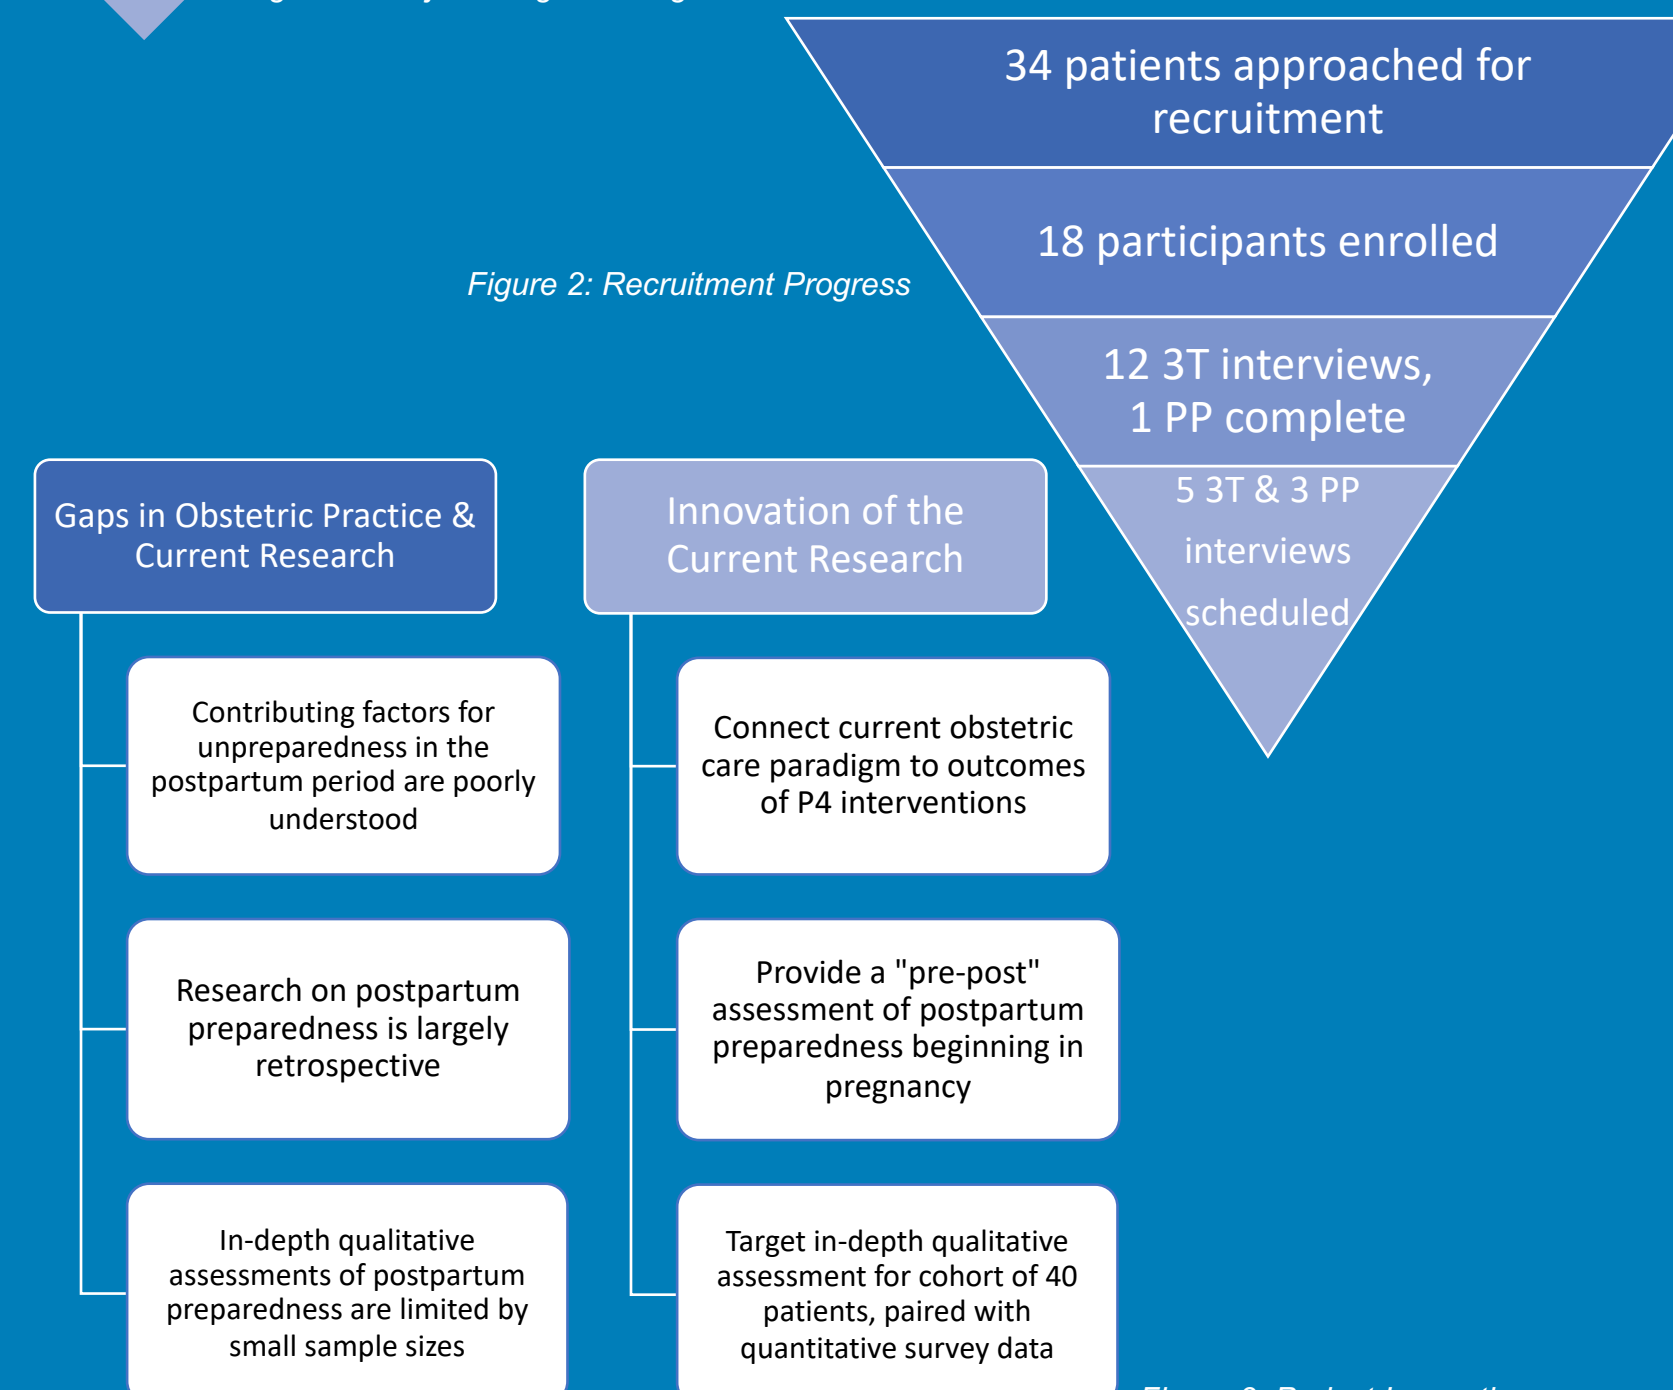 34 patients approached for
recruitment
18 participants enrolled
Figure 2: Recruitment Progress
12 3T interviews,
1 PP complete
5 3T & 3 PP
interviews
scheduled
Gaps in Obstetric Practice &
Current Research
Contributing factors for
unpreparedness in the
postpartum period are poorly
understood
Research on postpartum
preparedness is largely
retrospective
In-depth qualitative
assessments of postpartum
preparedness are limited by
small sample sizes
Innovation of the
Current Research
Connect current obstetric
care paradigm to outcomes
of P4 interventions
Provide a "pre-post"
assessment of postpartum
preparedness beginning in
pregnancy
Target in-depth qualitative
assessment for cohort of 40
patients, paired with
quantitative survey data